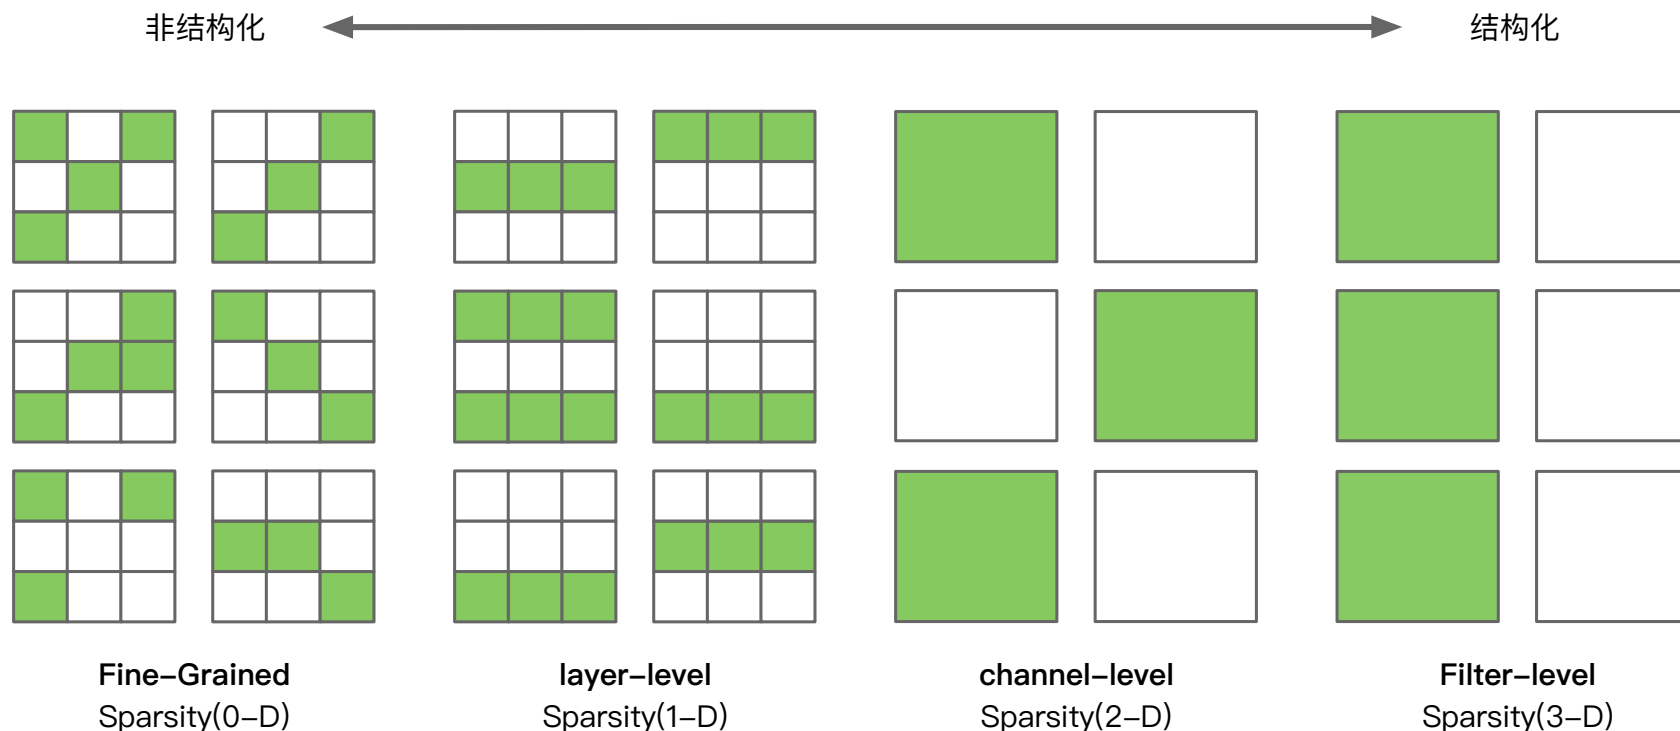 非结构化
结构化
Fine–Grained
Sparsity(0–D)
layer–level
Sparsity(1–D)
channel–level
Sparsity(2–D)
Filter–level
Sparsity(3–D)